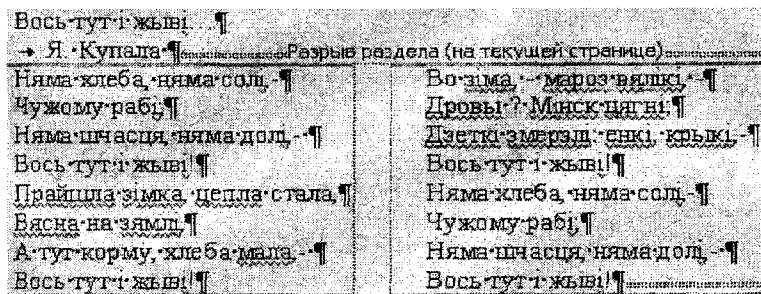 Вось тут і жыві...¶
→ Я. Купала ¶Разрыв раздела (на текущей странице)
Няма хлеба, няма солі, -¶
Чужому рабі;¶
Няма шчасця, няма долі, -¶
Вось тут і жыві!¶
Прайшла зімка, цепла стала,¶
Вясна на зямлі,¶
А тут корму, хлеба мала, -¶
Вось тут і жыві!¶
Во зіма, - мароз вялікі, -¶
Дровы ? Мінск цягні;¶
Дзеткі змерзлі: енкі, крыкі, -¶
Вось тут і жыві!¶
Няма хлеба, няма солі, -¶
Чужому рабі;¶
Няма шчасця, няма долі, -¶
Вось тут і жыві!¶